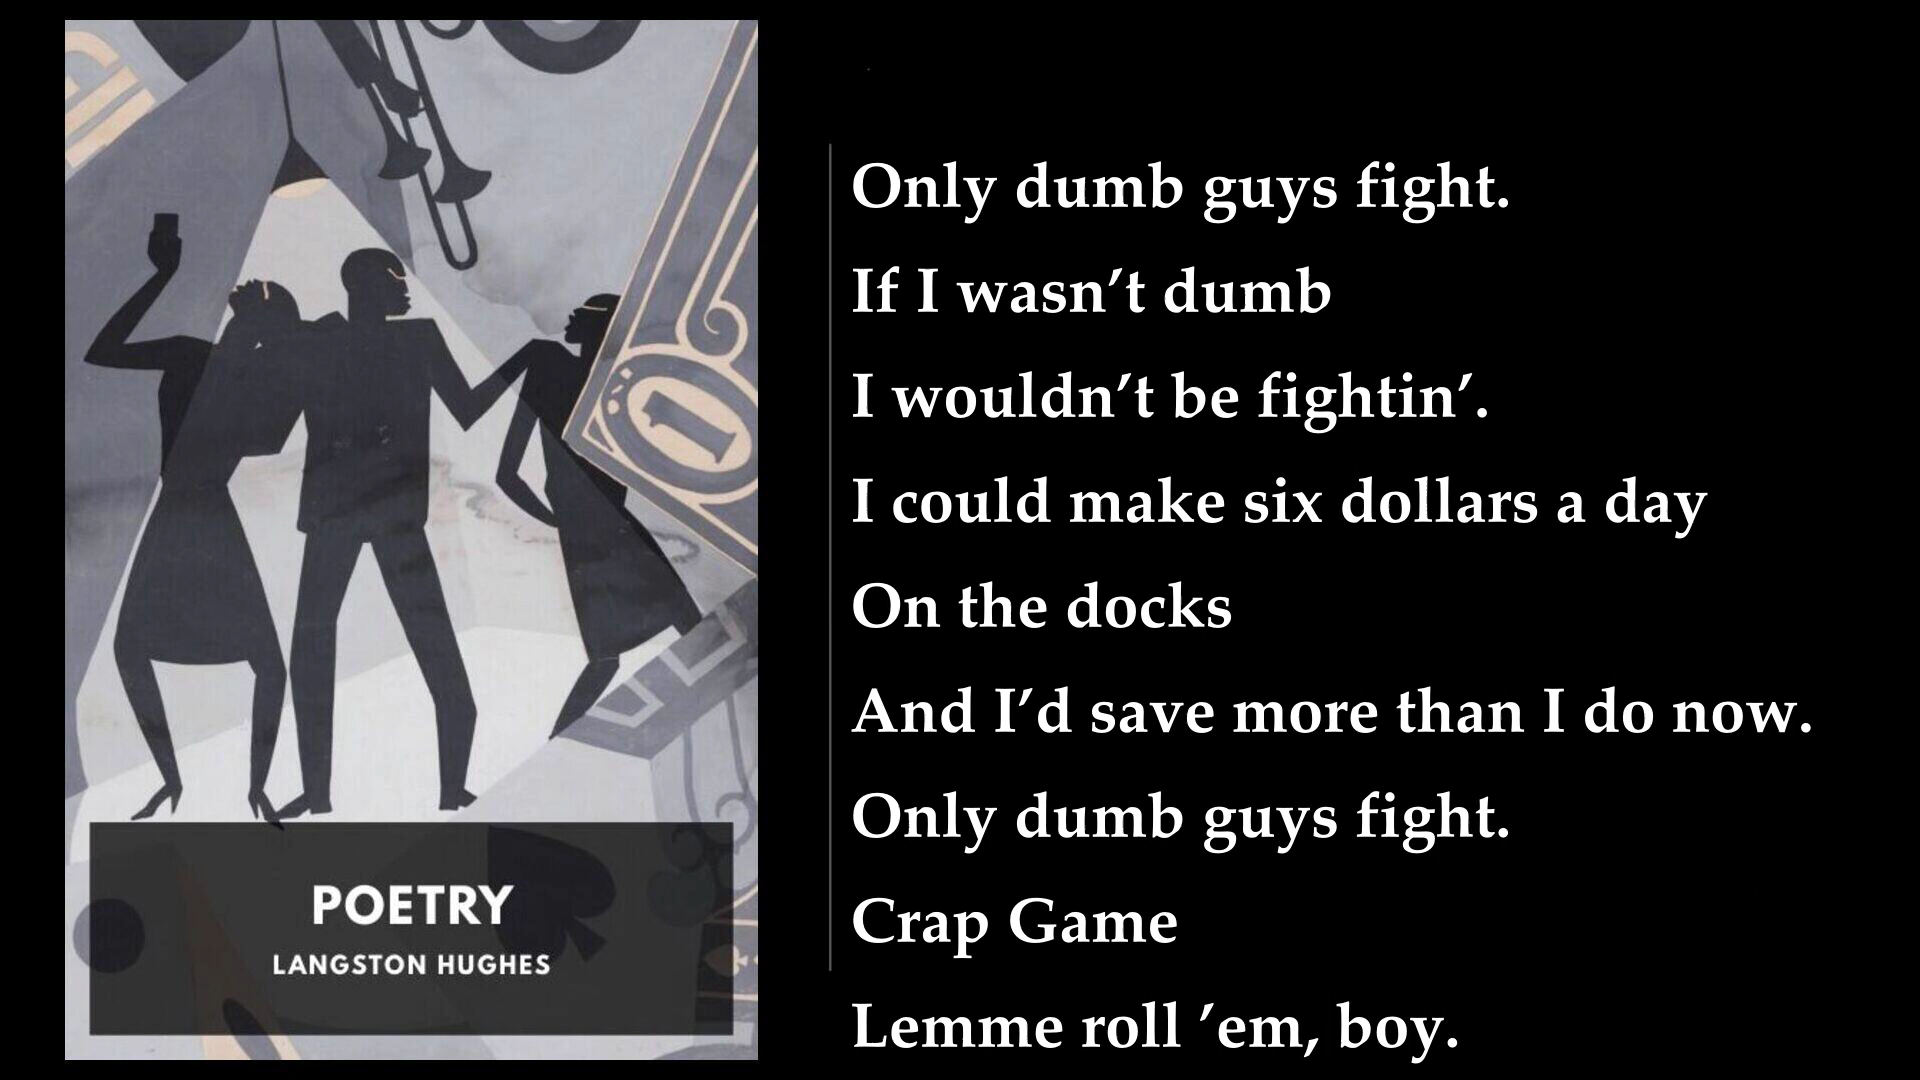 POETRY
LANGSTON HUGHES
Only dumb guys fight.
If I wasn’t dumb
I wouldn’t be fightin’.
I could make six dollars a day
On the docks
And I’d save more than I do now.
Only dumb guys fight.
Crap Game
Lemme roll ’em, boy.